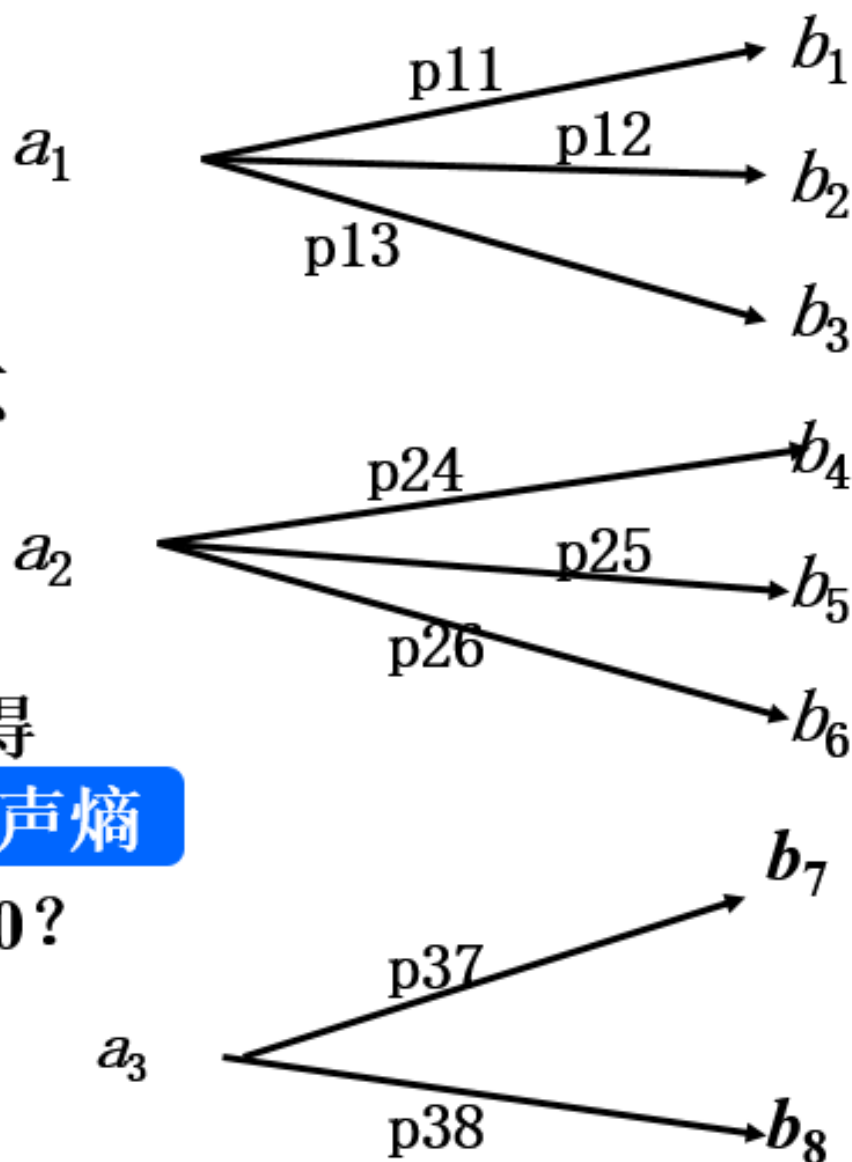 b₁
p11
p12
a₁
b₂
p13
b₃
b₄
p24
a₂
p25
b₅
p26
b₆
得
声熵
b₇
0?
p37
a₃
p38
b₈